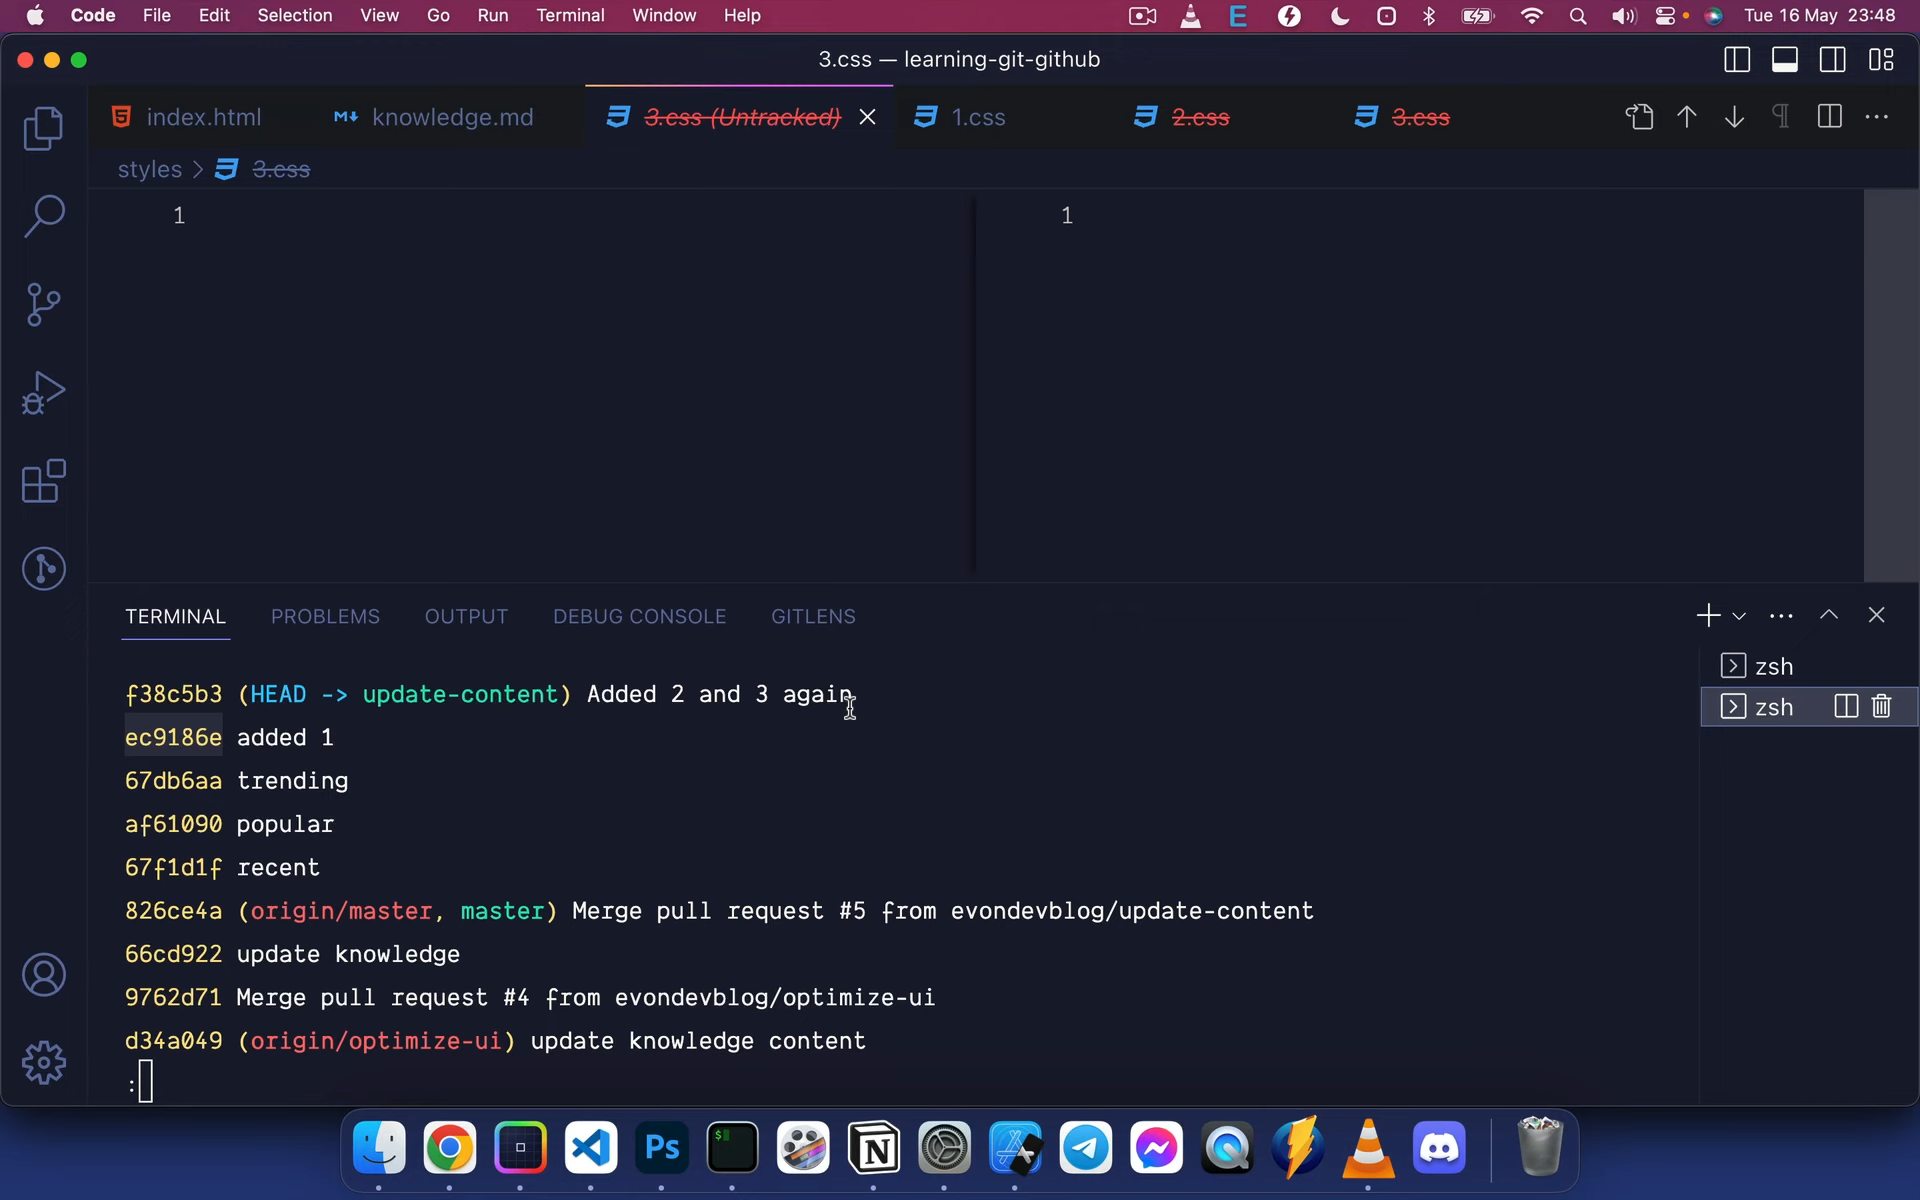 Code File Edit Selection View Go Run Terminal Window Help Tue 16 May 23:48
3.css — learning-git-github
index.html knowledge.md 3.css (Untracked) 1.css 2.css 3.css
styles > 3.css
1 1
TERMINAL PROBLEMS OUTPUT DEBUG CONSOLE GITLENS
zsh
zsh
f38c5b3 (HEAD -> update-content) Added 2 and 3 again
ec9186e added 1
67db6aa trending
af61090 popular
67f1d1f recent
826ce4a (origin/master, master) Merge pull request #5 from evondevblog/update-content
66cd922 update knowledge
9762d71 Merge pull request #4 from evondevblog/optimize-ui
d34a049 (origin/optimize-ui) update knowledge content
:
Ps